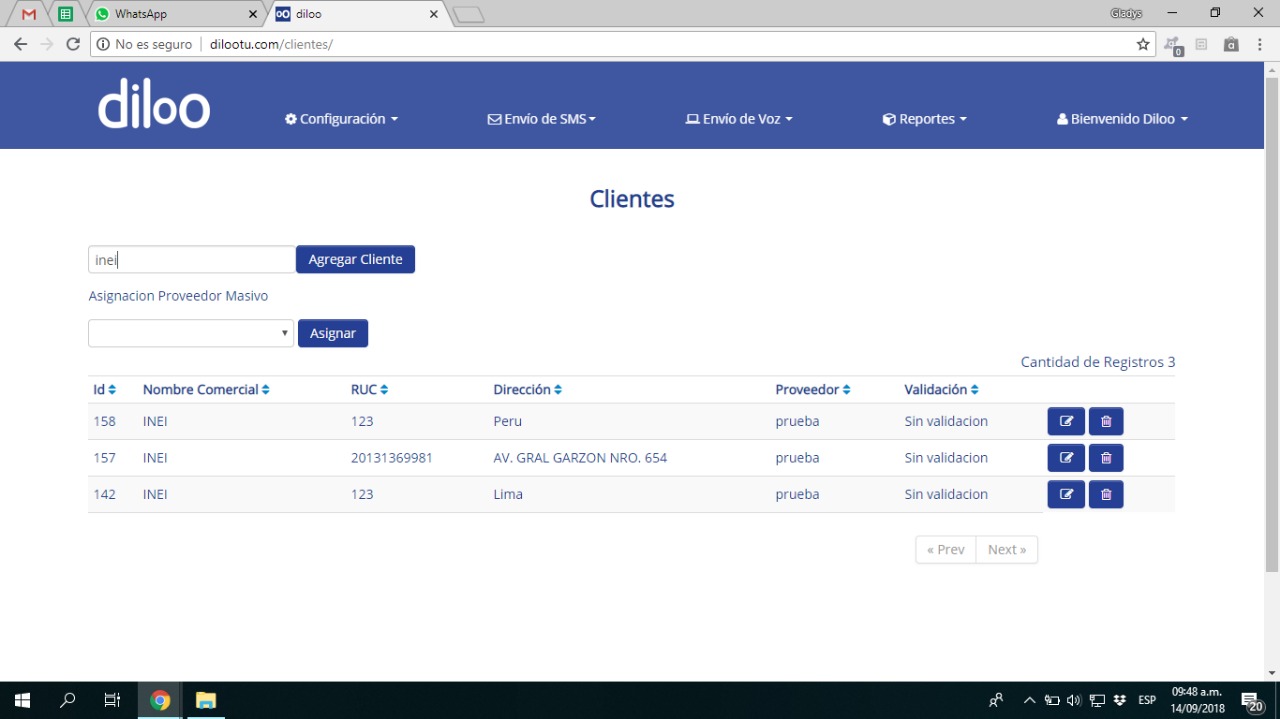 WhatsApp
diloo
Gladys
No es seguro
dilootu.com/clientes/
0
diloo
Configuración
Envío de SMS
Envío de Voz
Reportes
Bienvenido Diloo
Clientes
inei
Agregar Cliente
Asignacion Proveedor Masivo
Asignar
Cantidad de Registros 3
Id Nombre Comercial RUC Dirección Proveedor Validación
158 INEI 123 Peru prueba Sin validacion
157 INEI 20131369981 AV. GRAL GARZON NRO. 654 prueba Sin validacion
142 INEI 123 Lima prueba Sin validacion
« Prev Next »
ESP
09:48 a.m.
14/09/2018
20